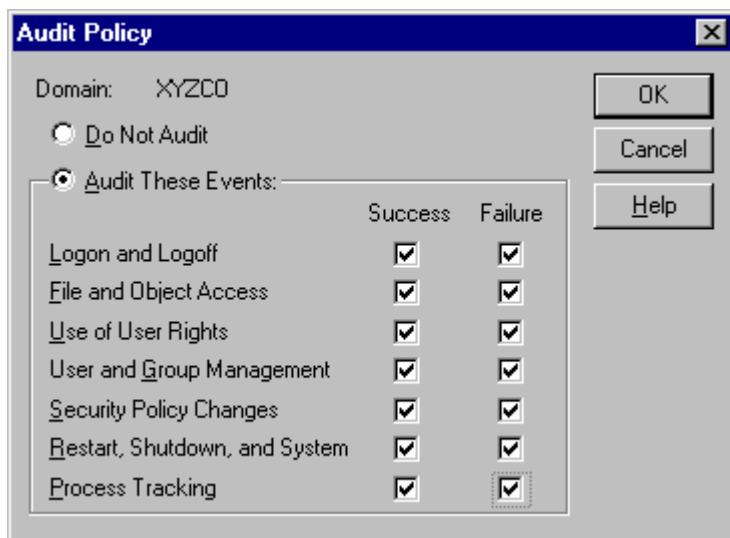 Audit Policy
Domain: XYZCO
Do Not Audit
Audit These Events:
Success Failure
Logon and Logoff
File and Object Access
Use of User Rights
User and Group Management
Security Policy Changes
Restart, Shutdown, and System
Process Tracking
OK
Cancel
Help